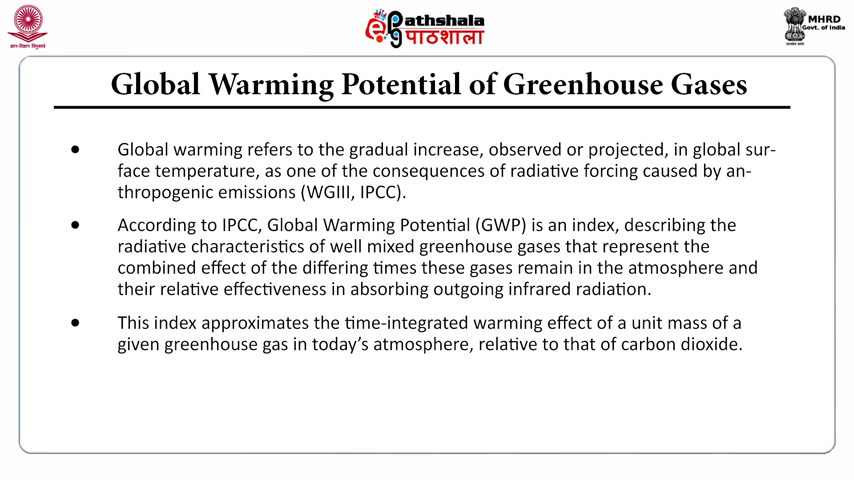 ePathshala
पाठशाला
MHRD
Govt. of India
ज्ञान-विज्ञान विमुक्तये
Global Warming Potential of Greenhouse Gases
● Global warming refers to the gradual increase, observed or projected, in global sur-
face temperature, as one of the consequences of radiative forcing caused by an-
thropogenic emissions (WGIII, IPCC).
● According to IPCC, Global Warming Potential (GWP) is an index, describing the
radiative characteristics of well mixed greenhouse gases that represent the
combined effect of the differing times these gases remain in the atmosphere and
their relative effectiveness in absorbing outgoing infrared radiation.
● This index approximates the time-integrated warming effect of a unit mass of a
given greenhouse gas in today’s atmosphere, relative to that of carbon dioxide.